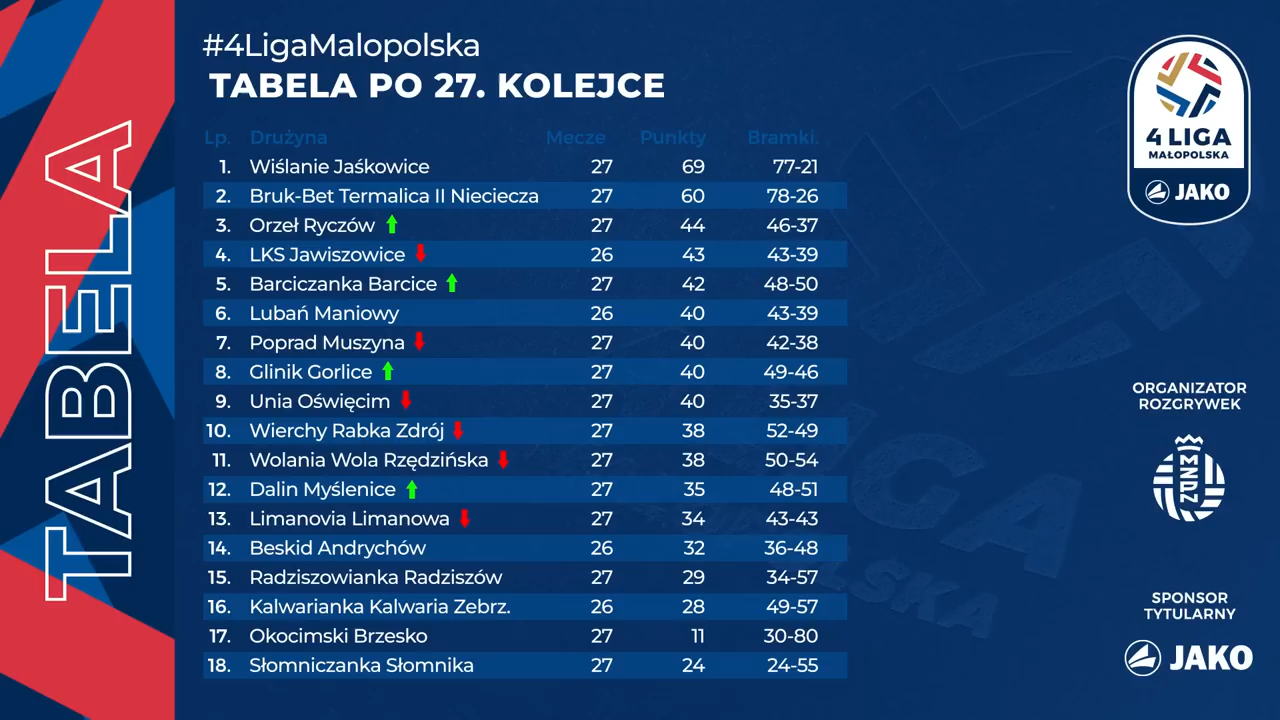 #4LigaMalopolska
TABELA PO 27. KOLEJCE
TABELA
Lp. Drużyna Mecze Punkty Bramki.
1. Wiślanie Jaśkowice 27 69 77-21
2. Bruk-Bet Termalica II Nieciecza 27 60 78-26
3. Orzeł Ryczów 27 44 46-37
4. LKS Jawiszowice 26 43 43-39
5. Barciczanka Barcice 27 42 48-50
6. Lubań Maniowy 26 40 43-39
7. Poprad Muszyna 27 40 42-38
8. Glinik Gorlice 27 40 49-46
9. Unia Oświęcim 27 40 35-37
10. Wierchy Rabka Zdrój 27 38 52-49
11. Wolania Wola Rzędzińska 27 38 50-54
12. Dalin Myślenice 27 35 48-51
13. Limanovia Limanowa 27 34 43-43
14. Beskid Andrychów 26 32 36-48
15. Radziszowianka Radziszów 27 29 34-57
16. Kalwarianka Kalwaria Zebrz. 26 28 49-57
17. Okocimski Brzesko 27 11 30-80
18. Słomniczanka Słomnika 27 24 24-55
4 LIGA
MAŁOPOLSKA
JAKO
ORGANIZATOR
ROZGRYWEK
MZPN
SPONSOR
TYTULARNY
JAKO